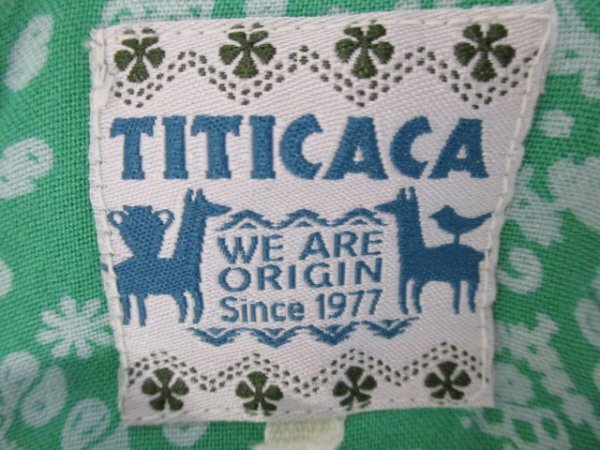 TITICACA
WE ARE
ORIGIN
Since 1977